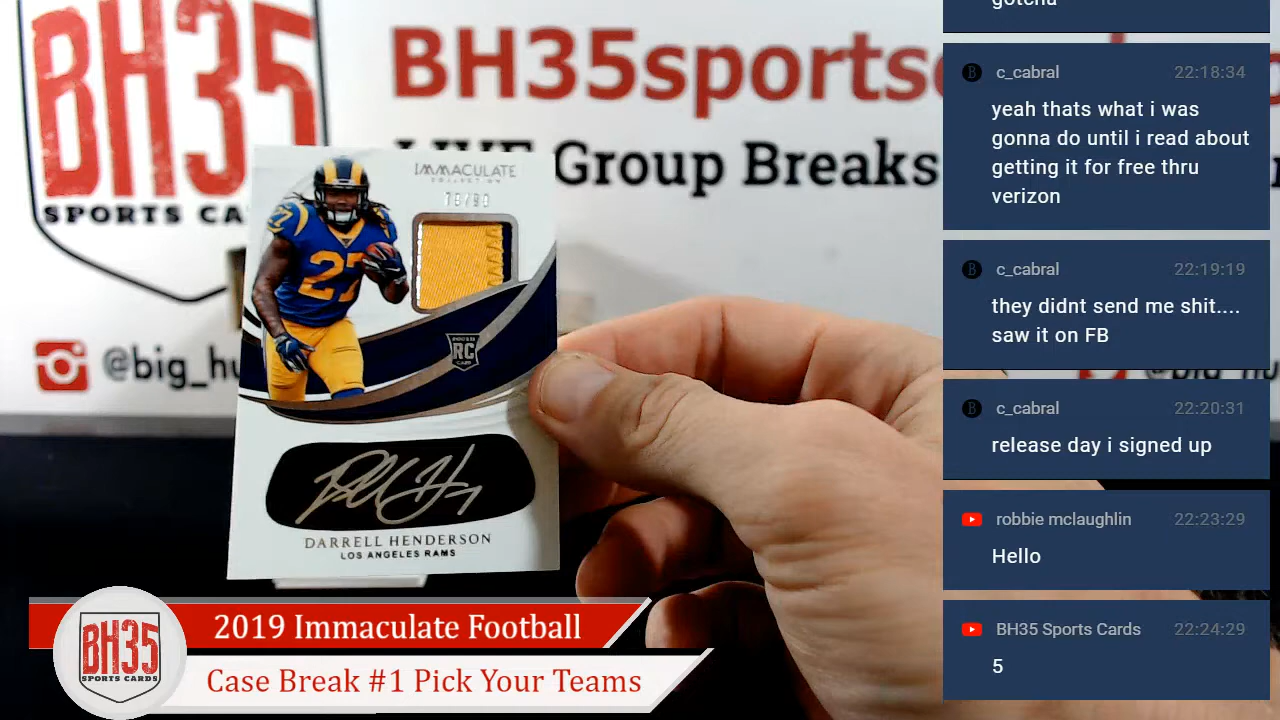 BH35
SPORTS CA
BH35sports
LIVE Group Breaks
@big_hu
IMMACULATE
COLLECTION
27
RC
DARRELL HENDERSON
LOS ANGELES RAMS
BH35
SPORTS CARDS
2019 Immaculate Football
Case Break #1 Pick Your Teams
gotcha
c_cabral 22:18:34
yeah thats what i was
gonna do until i read about
getting it for free thru
verizon
c_cabral 22:19:19
they didnt send me shit....
saw it on FB
c_cabral 22:20:31
release day i signed up
robbie mclaughlin 22:23:29
Hello
BH35 Sports Cards 22:24:29
5